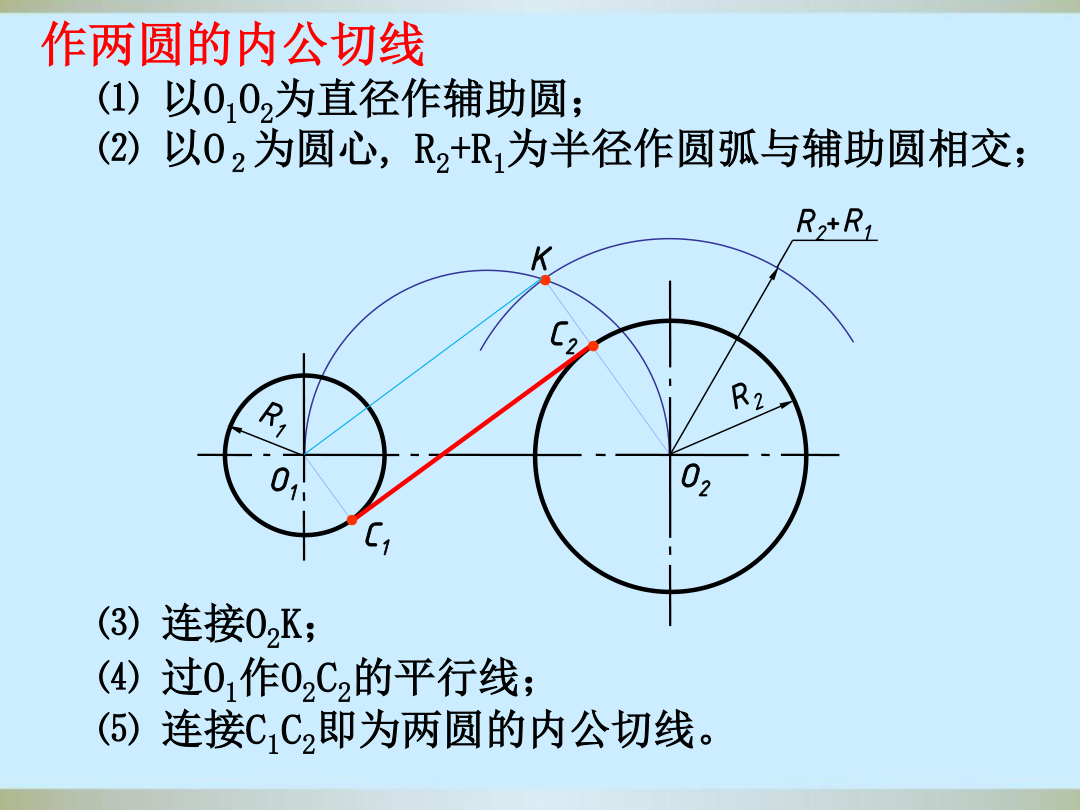 作两圆的内公切线
⑴ 以O₁O₂为直径作辅助圆；
⑵ 以O₂为圆心，R₂+R₁为半径作圆弧与辅助圆相交；
R₂+R₁
K
C₂
R₁
R₂
O₁
O₂
C₁
⑶ 连接O₂K；
⑷ 过O₁作O₂C₂的平行线；
⑸ 连接C₁C₂即为两圆的内公切线。